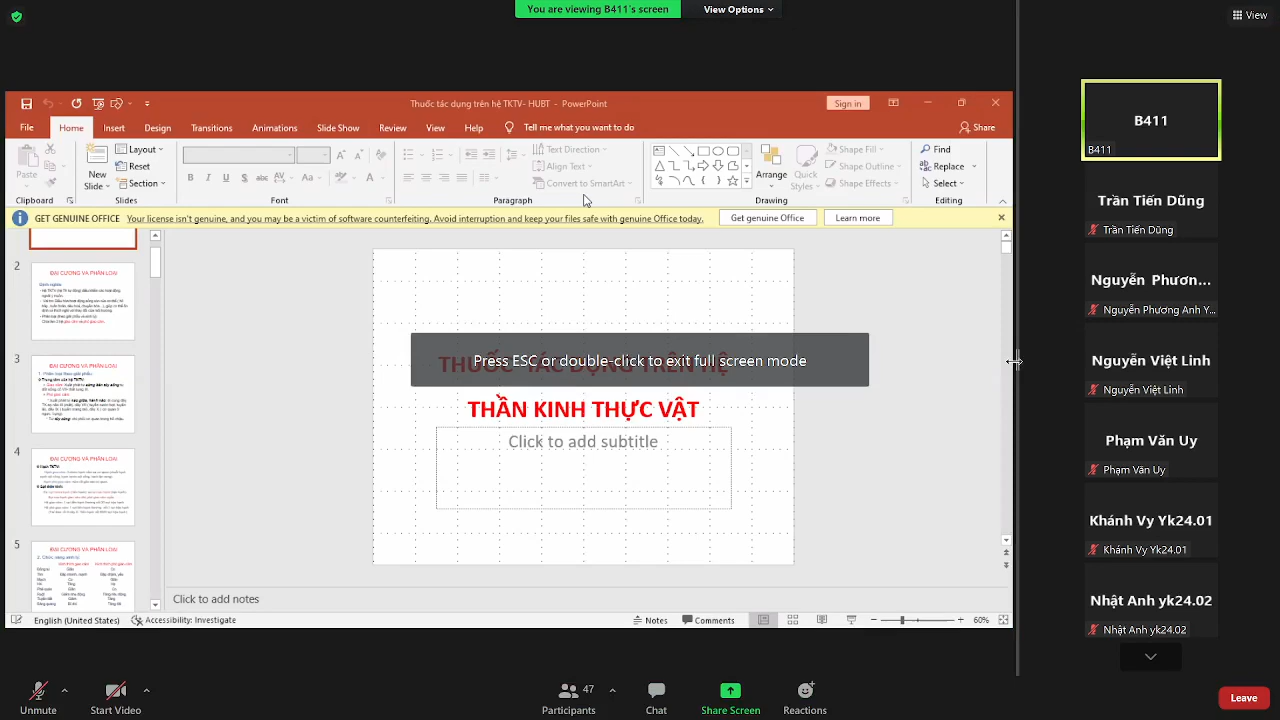 You are viewing B411's screen
View Options
View
Thuốc tác dụng trên hệ TKTV- HUBT - PowerPoint
Sign in
File Home Insert Design Transitions Animations Slide Show Review View Help Tell me what you want to do
Share
Paste
New Slide
Layout
Reset
Section
Text Direction
Align Text
Convert to SmartArt
Arrange
Quick Styles
Shape Fill
Shape Outline
Shape Effects
Find
Replace
Select
Clipboard Slides Font Paragraph Drawing Editing
GET GENUINE OFFICE Your license isn't genuine, and you may be a victim of software counterfeiting. Avoid interruption and keep your files safe with genuine Office today. Get genuine Office Learn more
2
ĐẠI CƯƠNG VÀ PHÂN LOẠI
3
ĐẠI CƯƠNG VÀ PHÂN LOẠI
4
ĐẠI CƯƠNG VÀ PHÂN LOẠI
5
ĐẠI CƯƠNG VÀ PHÂN LOẠI
Press ESC or double-click to exit full screen mode
THUỐC TÁC DỤNG TRÊN HỆ
THẦN KINH THỰC VẬT
Click to add subtitle
Click to add notes
English (United States) Accessibility: Investigate Notes Comments 60%
B411
B411
Trần Tiến Dũng
Trần Tiến Dũng
Nguyễn Phươn...
Nguyễn Phương Anh Y...
Nguyễn Việt Linh
Nguyễn Việt Linh
Phạm Văn Uy
Phạm Văn Uy
Khánh Vy Yk24.01
Khánh Vy Yk24.01
Nhật Anh yk24.02
Nhật Anh yk24.02
Unmute
Start Video
47
Participants
Chat
Share Screen
Reactions
Leave